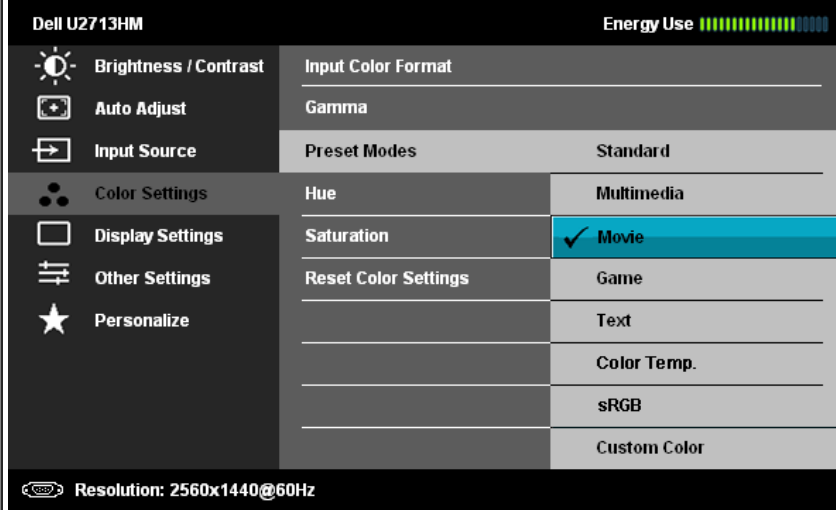 Dell U2713HM Energy Use
Brightness / Contrast Input Color Format
Auto Adjust Gamma
Input Source Preset Modes Standard
Color Settings Hue Multimedia
Display Settings Saturation Movie
Other Settings Reset Color Settings Game
Personalize Text
Color Temp.
sRGB
Custom Color
Resolution: 2560x1440@60Hz